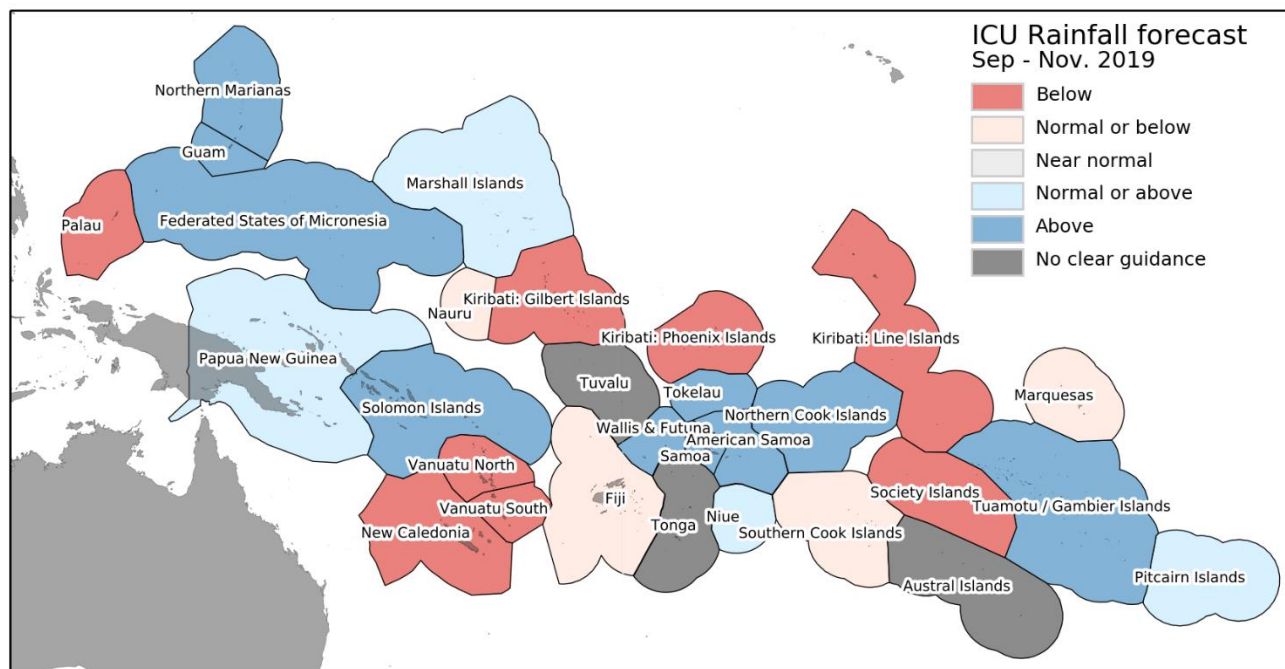 ICU Rainfall forecast
Sep - Nov. 2019
Below
Normal or below
Near normal
Normal or above
Above
No clear guidance
Northern Marianas
Guam
Marshall Islands
Palau
Federated States of Micronesia
Nauru
Kiribati: Gilbert Islands
Kiribati: Phoenix Islands
Kiribati: Line Islands
Papua New Guinea
Tuvalu
Tokelau
Marquesas
Solomon Islands
Northern Cook Islands
Wallis & Futuna
American Samoa
Samoa
Vanuatu North
Society Islands
Fiji
Vanuatu South
Tuamotu / Gambier Islands
Niue
New Caledonia
Tonga
Southern Cook Islands
Pitcairn Islands
Austral Islands